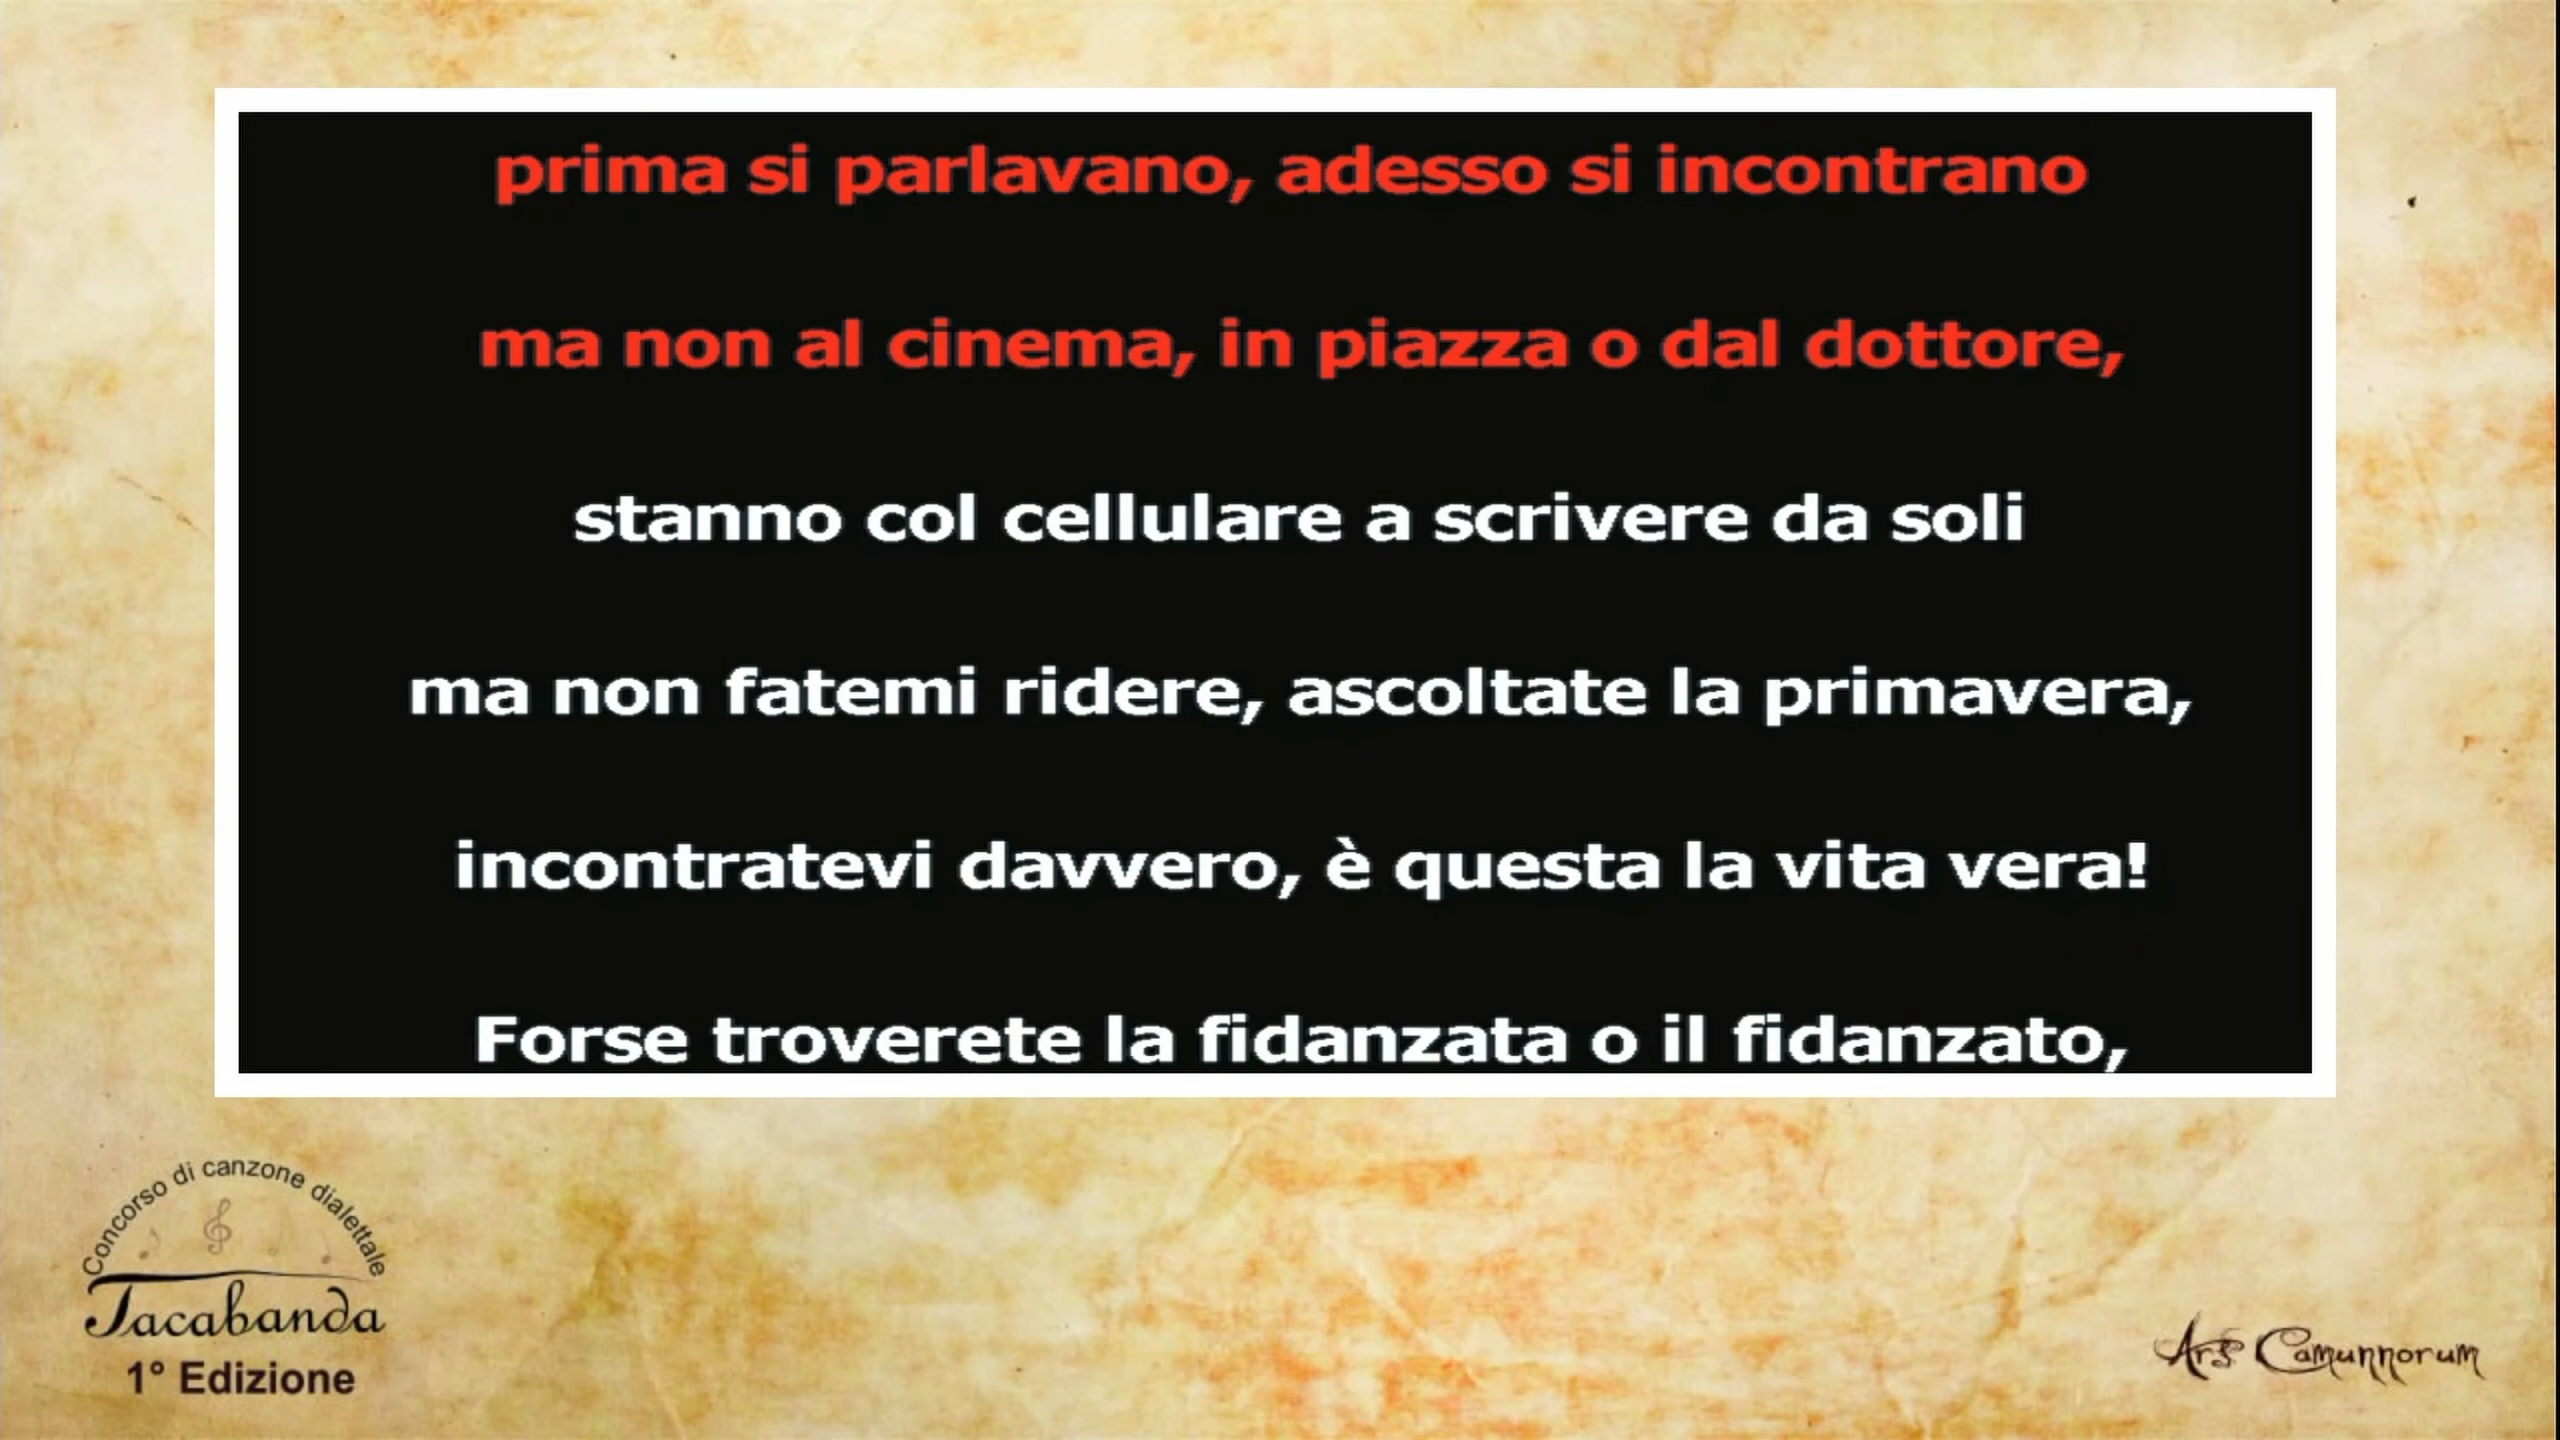 prima si parlavano, adesso si incontrano
ma non al cinema, in piazza o dal dottore,
stanno col cellulare a scrivere da soli
ma non fatemi ridere, ascoltate la primavera,
incontratevi davvero, è questa la vita vera!
Forse troverete la fidanzata o il fidanzato,
Concorso di canzone dialettale
Tacabanda
1° Edizione
Ars Camunnorum